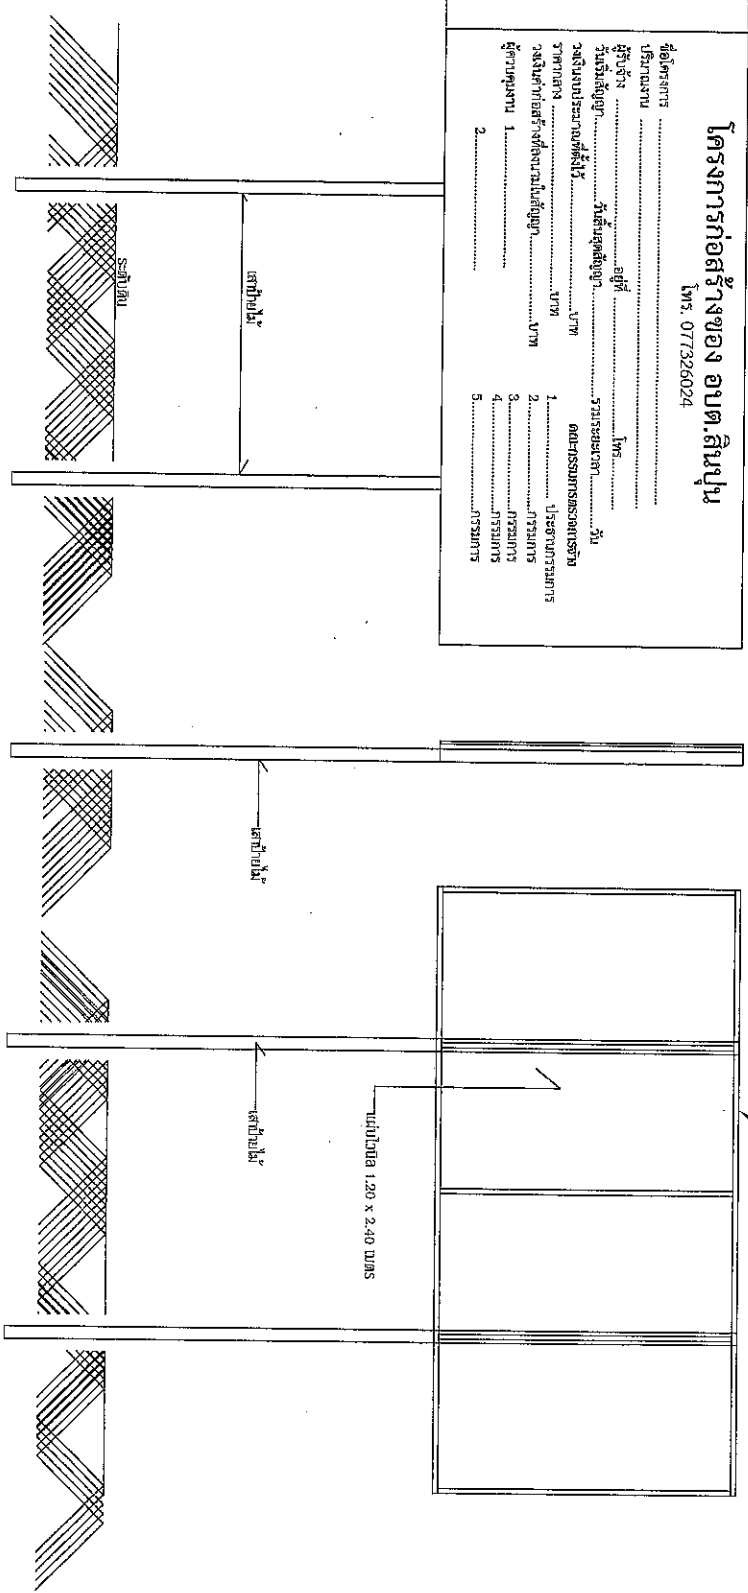 โครงการก่อสร้างของ อบต.สินปุน
โทร. 077326024
ชื่อโครงการ ........................................
ปริมาณงาน ........................................
ผู้รับจ้าง ........................ อยู่ที่ ........................ โทร. ............
วันเริ่มสัญญา ................ วันสิ้นสุดสัญญา ................ รวมระยะเวลา ............ วัน
วงเงินงบประมาณที่ตั้งไว้ ........................ บาท
ราคากลาง ........................ บาท
วงเงินค่าก่อสร้างที่ลงนามในสัญญา ............ บาท
ผู้ควบคุมงาน 1. ........................
2. ........................
คณะกรรมการตรวจการจ้าง
1. ............ ประธานกรรมการ
2. ............ กรรมการ
3. ............ กรรมการ
4. ............ กรรมการ
5. ............ กรรมการ
เสาป้ายไม้
ระดับดิน
เสาป้ายไม้
เสาป้ายไม้
แผ่นไวนิล 1.20 x 2.40 เมตร